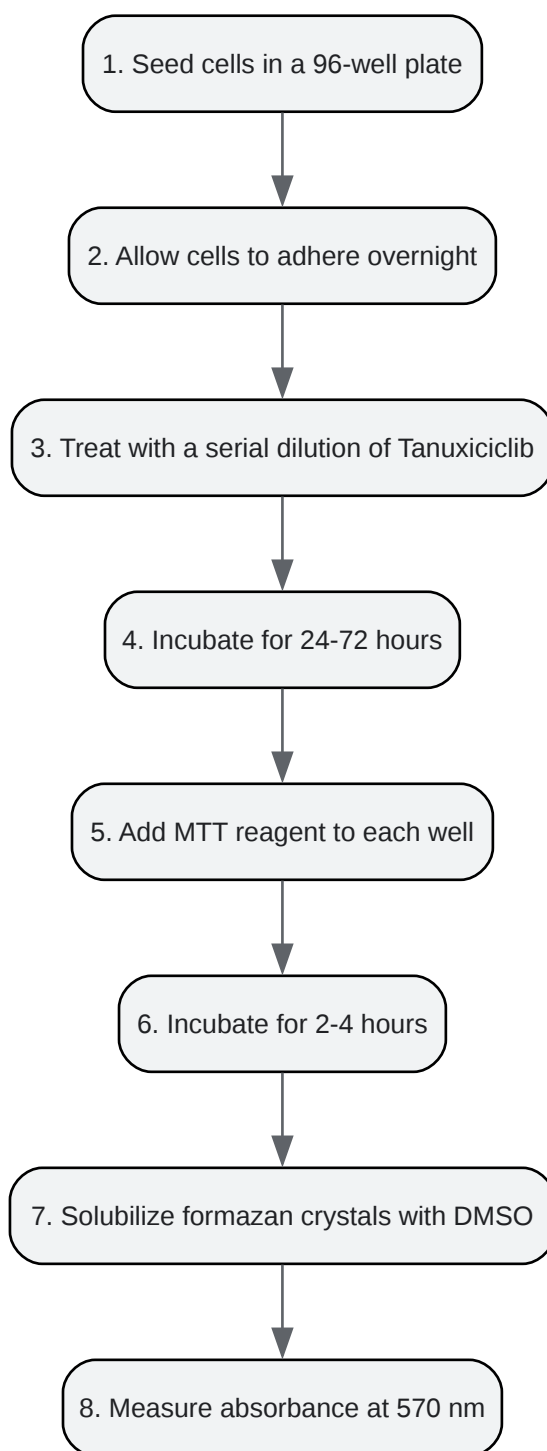 1. Seed cells in a 96-well plate
2. Allow cells to adhere overnight
3. Treat with a serial dilution of Tanuxiciclib
4. Incubate for 24-72 hours
5. Add MTT reagent to each well
6. Incubate for 2-4 hours
7. Solubilize formazan crystals with DMSO
8. Measure absorbance at 570 nm